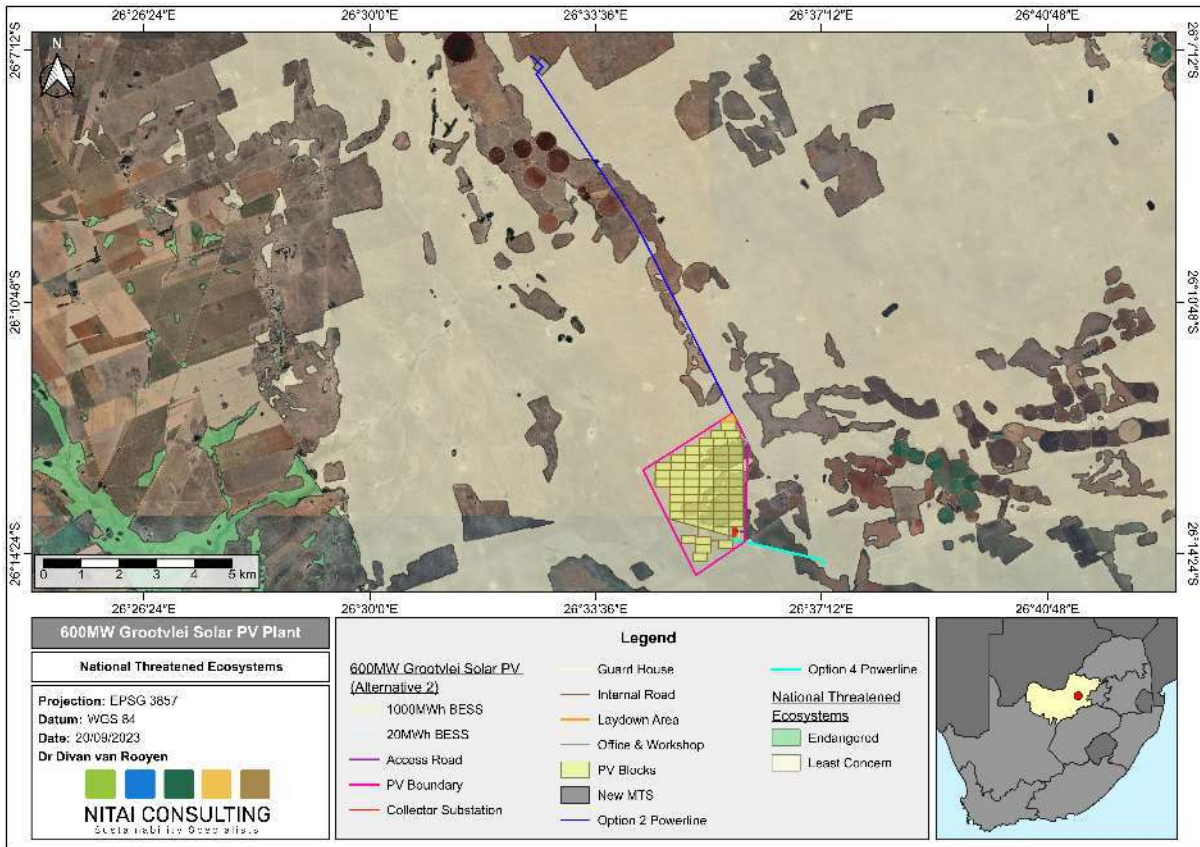 26°26'24"E 26°30'0"E 26°33'36"E 26°37'12"E 26°40'48"E
26°7'12"S
26°7'12"S
N
26°10'48"S
26°10'48"S
26°14'24"S
26°14'24"S
0 1 2 3 4 5 km
26°26'24"E 26°30'0"E 26°33'36"E 26°37'12"E 26°40'48"E
600MW Grootvlei Solar PV Plant
National Threatened Ecosystems
Projection: EPSG 3857
Datum: WGS 84
Date: 20/09/2023
Dr Divan van Rooyen
NITAI CONSULTING
Sustainability Specialists
Legend
600MW Grootvlei Solar PV
(Alternative 2)
1000MWh BESS
20MWh BESS
Access Road
PV Boundary
Collector Substation
Guard House
Internal Road
Laydown Area
Office & Workshop
PV Blocks
New MTS
Option 2 Powerline
Option 4 Powerline
National Threatened
Ecosystems
Endangered
Least Concern